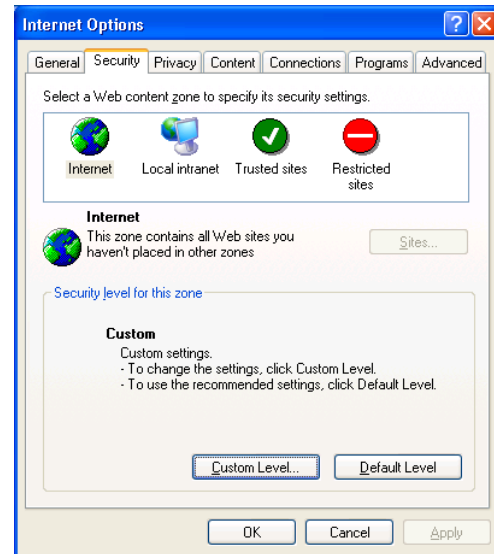 Internet Options
General Security Privacy Content Connections Programs Advanced
Select a Web content zone to specify its security settings.
Internet Local intranet Trusted sites Restricted
sites
Internet
This zone contains all Web sites you
haven't placed in other zones
Sites...
Security level for this zone
Custom
Custom settings.
- To change the settings, click Custom Level.
- To use the recommended settings, click Default Level.
Custom Level... Default Level
OK Cancel Apply